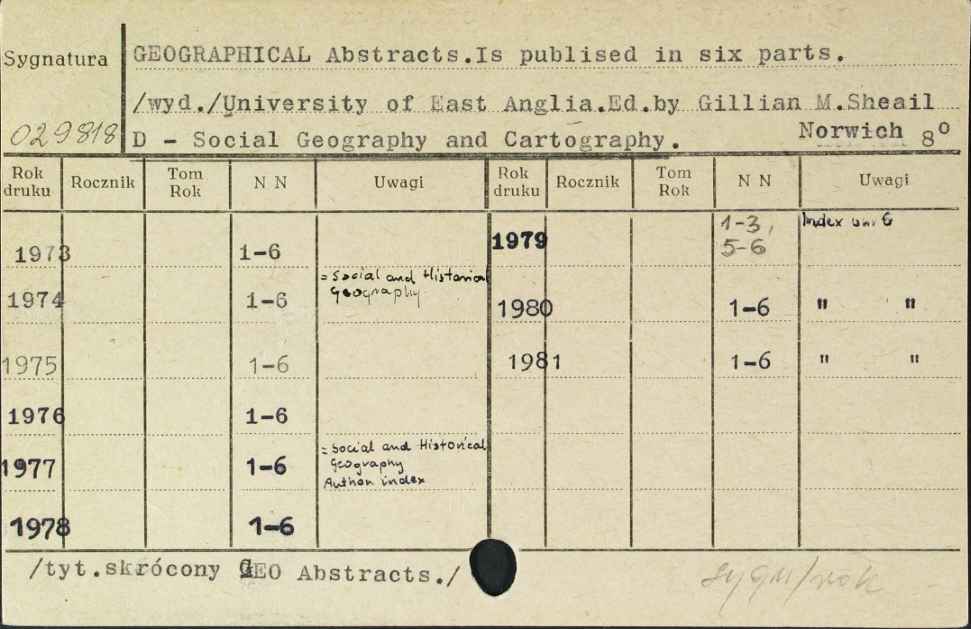 Sygnatura
GEOGRAPHICAL Abstracts.Is publised in six parts.
/wyd./University of East Anglia.Ed.by Gillian M.Sheail
029818
D - Social Geography and Cartography. Norwich 8º
Rok druku Rocznik Tom Rok N N Uwagi Rok druku Rocznik Tom Rok N N Uwagi
1973 1-6
1979 1-3, 5-6 Index
1974 1-6 = Social and Historical
Geography
1980 1-6 " "
1975 1-6
1981 1-6 " "
1976 1-6
1977 1-6 = Social and Historical
Geography
Author index
1978 1-6
/tyt.skrócony GEO Abstracts./
sygn/rok